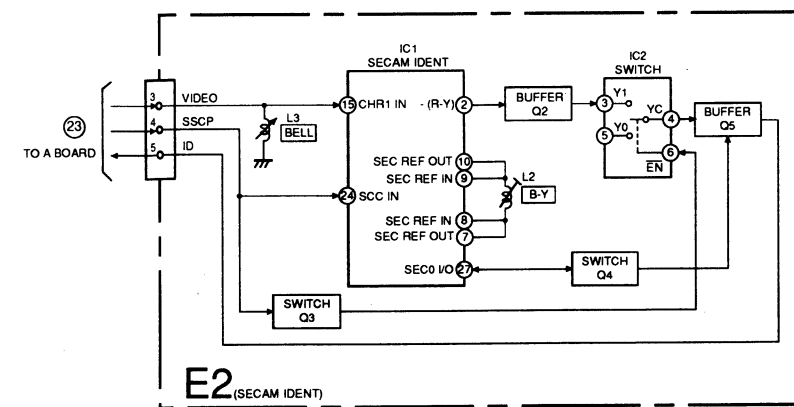 IC1
SECAM IDENT
IC2
SWITCH
3
VIDEO
15
CHR1 IN
- (R-Y)
2
BUFFER
Q2
3
Y1
YC
4
BUFFER
Q5
L3
BELL
23
TO A BOARD
4
SSCP
5
ID
5
Y0
6
EN
SEC REF OUT
10
SEC REF IN
9
L2
B-Y
24
SCC IN
SEC REF IN
8
SEC REF OUT
7
SEC0 I/O
27
SWITCH
Q4
SWITCH
Q3
E2 (SECAM IDENT)